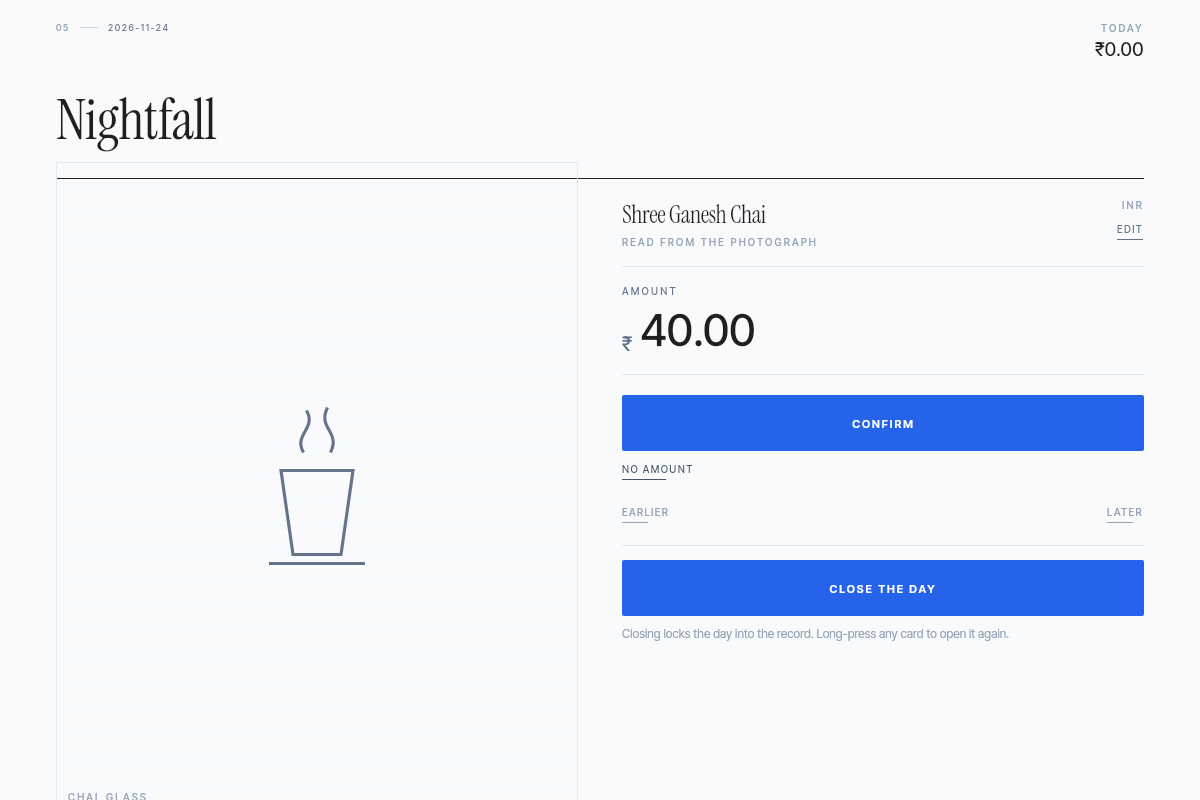 05 2026-11-24
TODAY
₹0.00
Nightfall
Shree Ganesh Chai
INR
READ FROM THE PHOTOGRAPH
EDIT
AMOUNT
₹ 40.00
CONFIRM
NO AMOUNT
EARLIER
LATER
CLOSE THE DAY
Closing locks the day into the record. Long-press any card to open it again.
CHAI GLASS